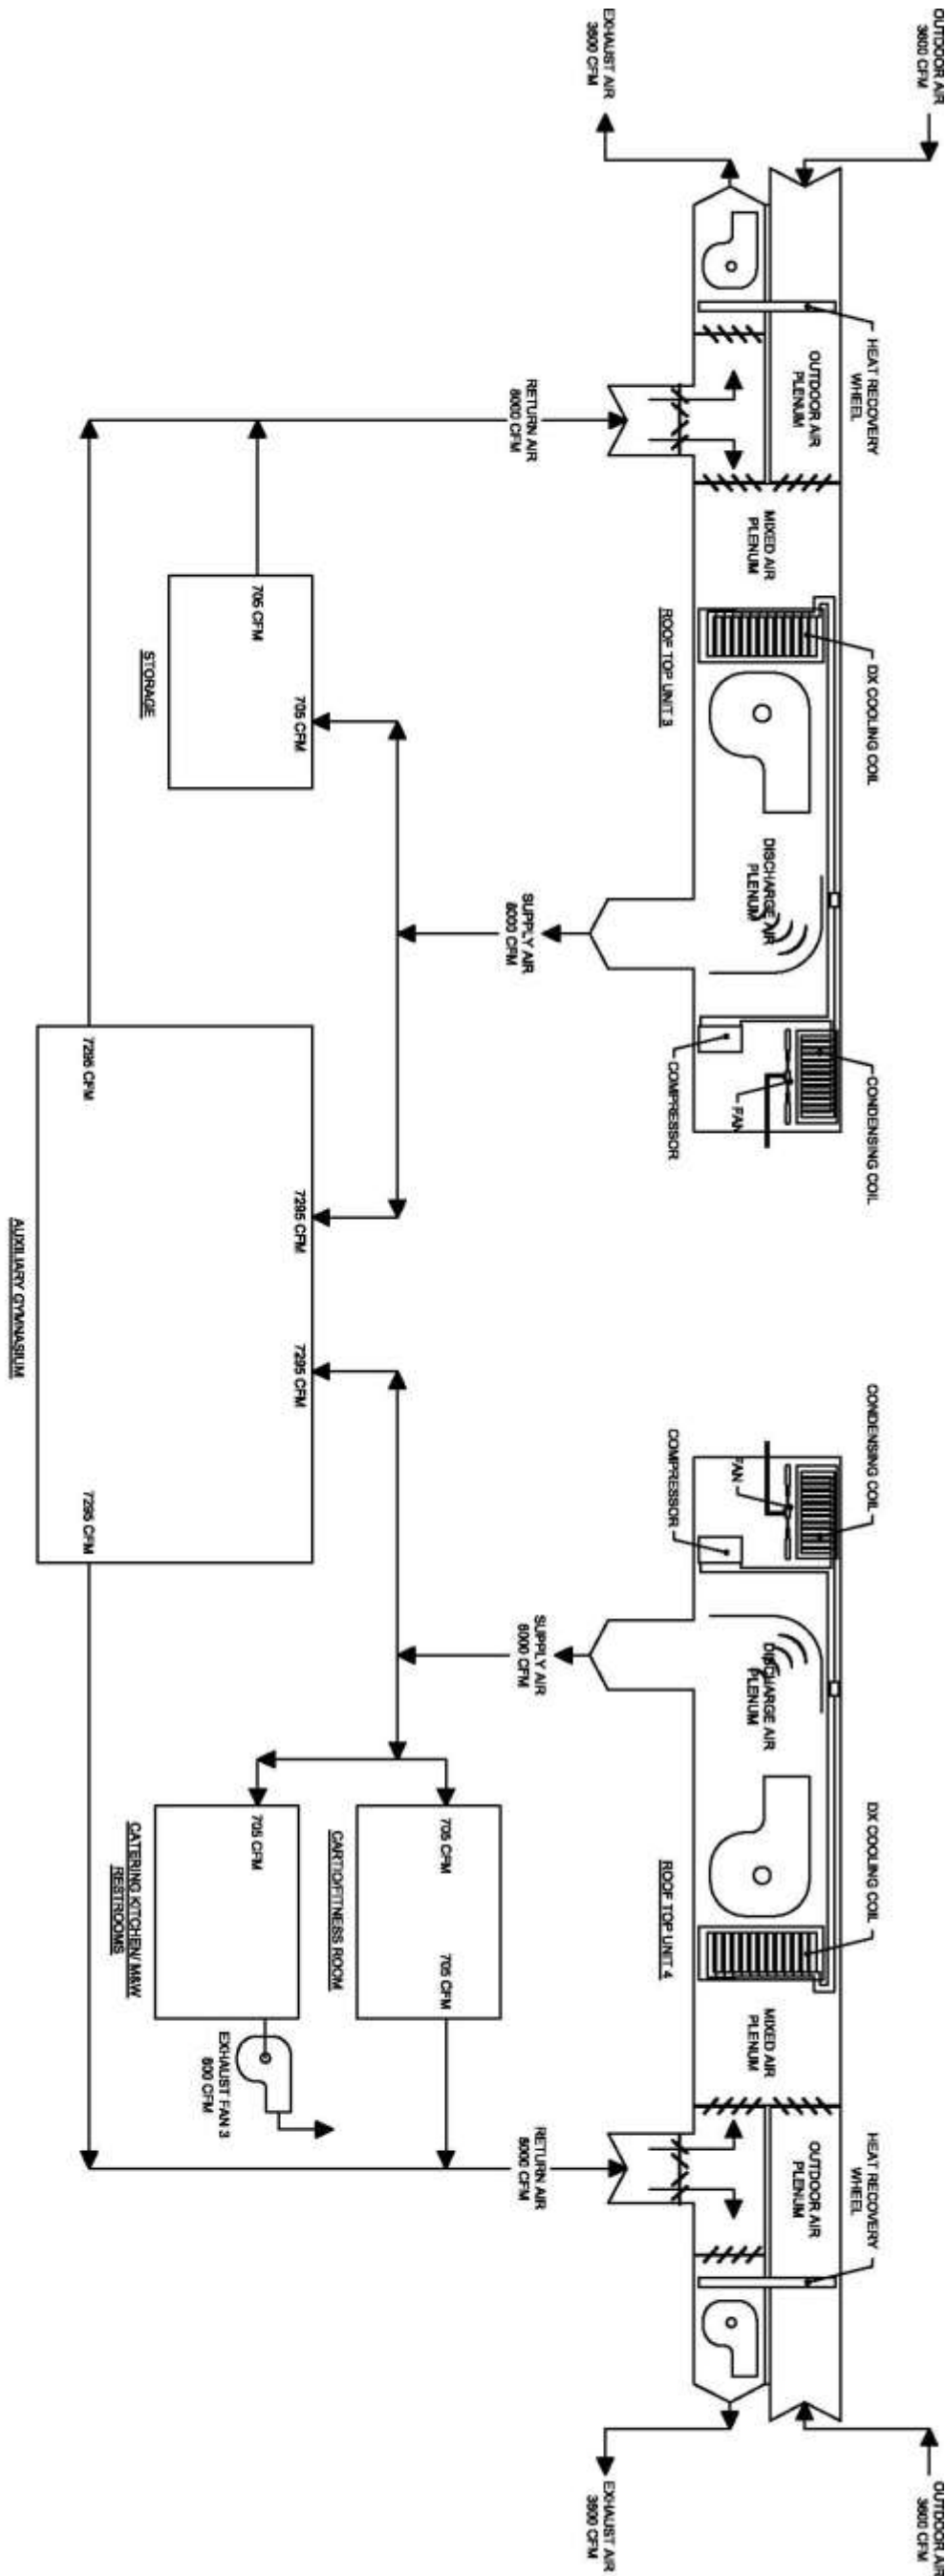 OUTDOOR AIR
3600 CFM
OUTDOOR AIR
3600 CFM
HEAT RECOVERY
WHEEL
DX COOLING COIL
CONDENSING COIL
CONDENSING COIL
DX COOLING COIL
HEAT RECOVERY
WHEEL
OUTDOOR AIR
PLENUM
MIXED AIR
PLENUM
DISCHARGE AIR
PLENUM
FAN
FAN
DISCHARGE AIR
PLENUM
MIXED AIR
PLENUM
OUTDOOR AIR
PLENUM
ROOF TOP UNIT 3
COMPRESSOR
COMPRESSOR
ROOF TOP UNIT 4
EXHAUST AIR
3600 CFM
EXHAUST AIR
CFM
RETURN AIR
8000 CFM
SUPPLY AIR
8000 CFM
SUPPLY AIR
8000 CFM
RETURN AIR
8000 CFM
705 CFM
705 CFM
CARTIO/FITNESS ROOM
705 CFM
705 CFM
STORAGE
7295 CFM
7295 CFM
7295 CFM
7295 CFM
AUXILIARY GYMNASIUM
705 CFM
CATERING KITCHEN/ M&W
RESTROOMS
EXHAUST FAN 3
CFM